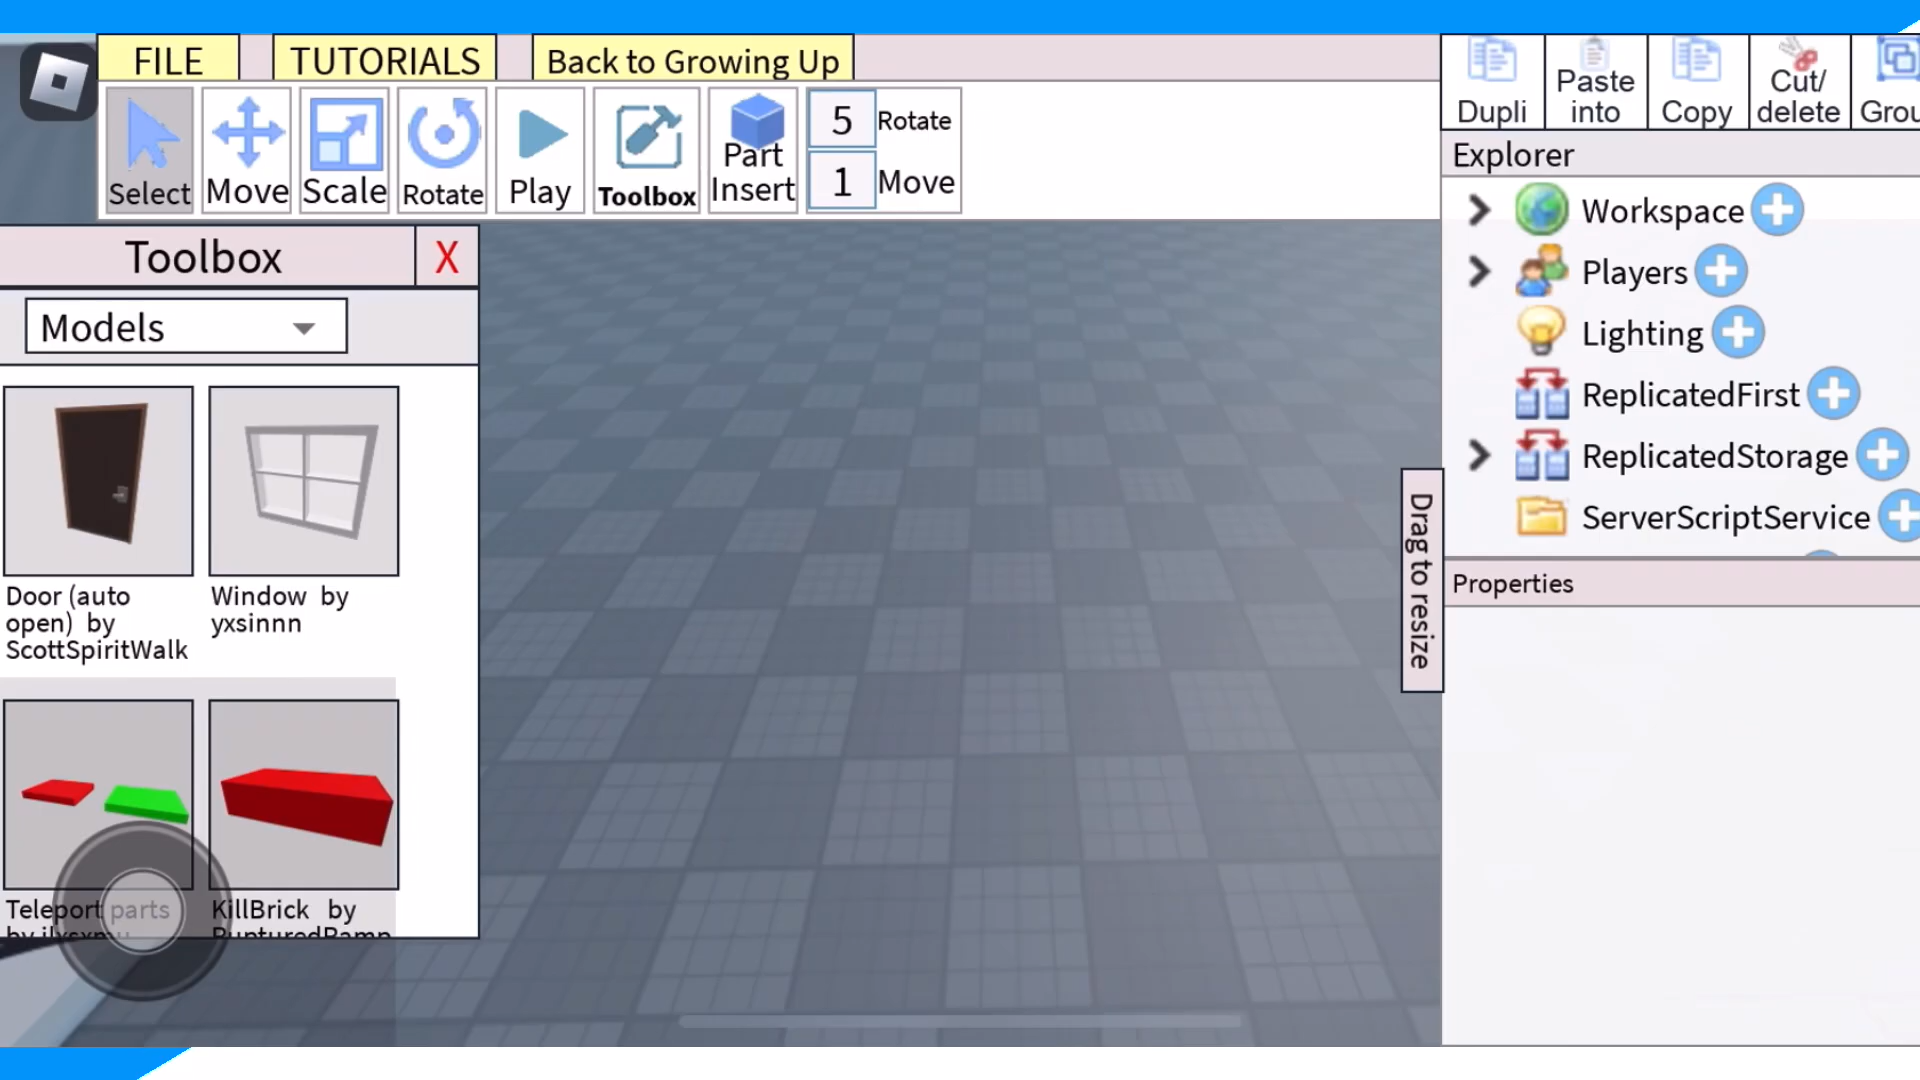 FILE
TUTORIALS
Back to Growing Up
Select
Move
Scale
Rotate
Play
Toolbox
Part
Insert
5
Rotate
1
Move
Dupli
Paste
into
Copy
Cut/
delete
Grou
Explorer
Workspace
Players
Lighting
ReplicatedFirst
ReplicatedStorage
ServerScriptService
Properties
Drag to resize
Toolbox
X
Models
Door (auto
open) by
ScottSpiritWalk
Window by
yxsinnn
Teleport parts
by
KillBrick by